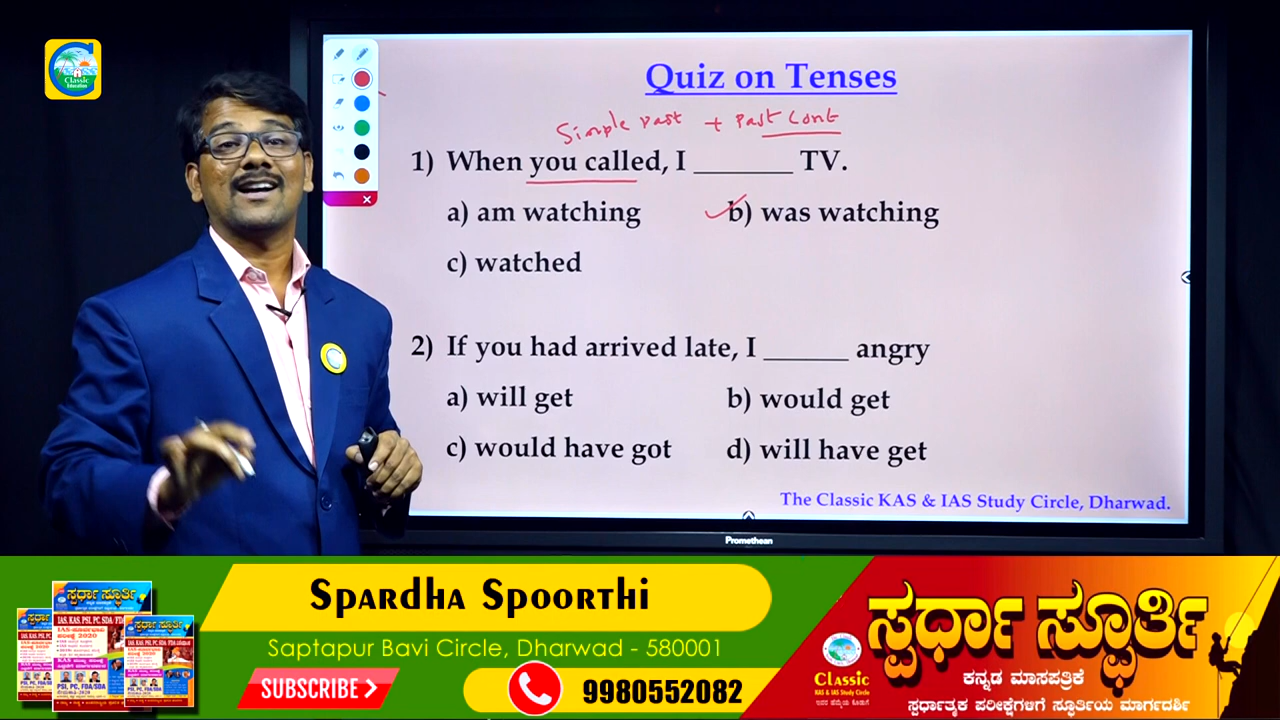 Classic
Education
Quiz on Tenses
Simple past + past cont
1) When you called, I _______ TV.
a) am watching b) was watching
c) watched
2) If you had arrived late, I ______ angry
a) will get b) would get
c) would have got d) will have get
The Classic KAS & IAS Study Circle, Dharwad.
Promethean
Spardha Spoorthi
Saptapur Bavi Circle, Dharwad - 580001
SUBSCRIBE
9980552082
ಸ್ಪರ್ಧಾ ಸ್ಫೂರ್ತಿ
Classic
KAS & IAS Study Circle
ಕನ್ನಡ ಮಾಸಪತ್ರಿಕೆ
ಸ್ಪರ್ಧಾತ್ಮಕ ಪರೀಕ್ಷೆಗಳಿಗೆ ಸ್ಫೂರ್ತಿಯ ಮಾರ್ಗದರ್ಶಿ